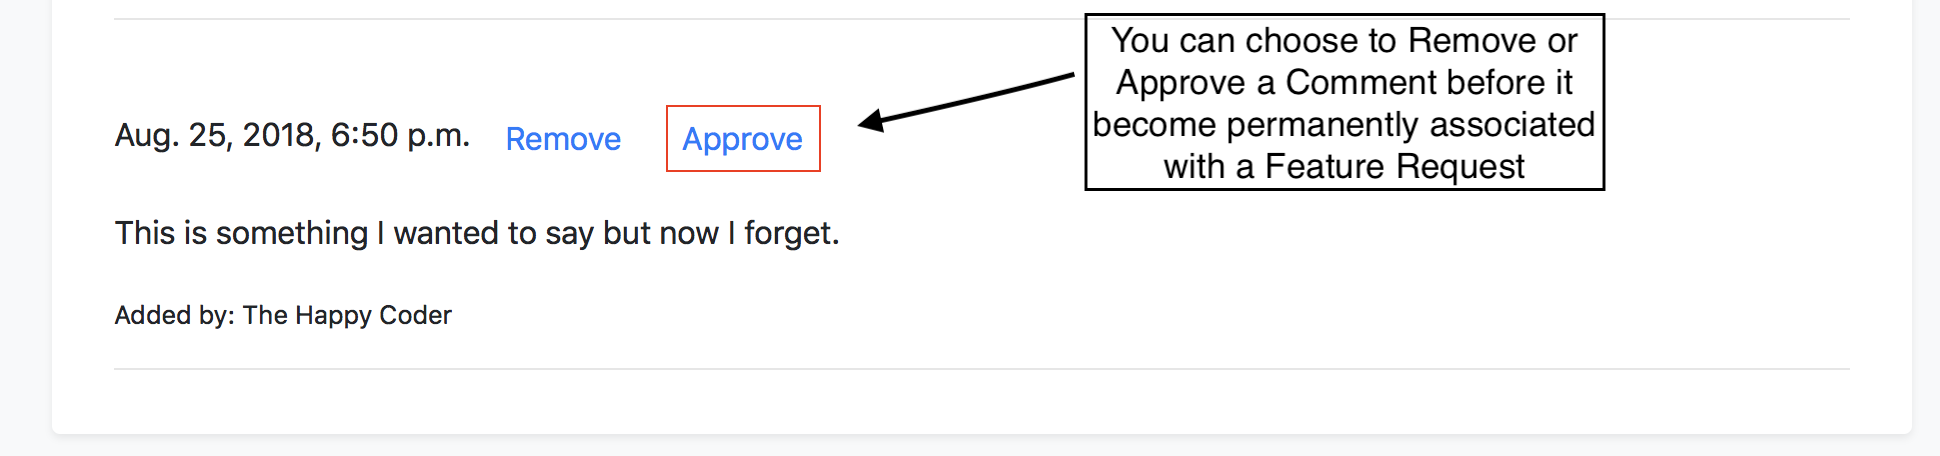 You can choose to Remove or
Approve a Comment before it
become permanently associated
with a Feature Request
Aug. 25, 2018, 6:50 p.m. Remove Approve
This is something I wanted to say but now I forget.
Added by: The Happy Coder